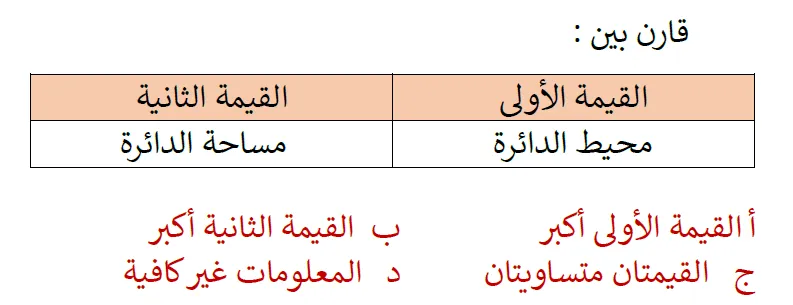 قارن بين :
القيمة الأولى القيمة الثانية
محيط الدائرة مساحة الدائرة
أ القيمة الأولى أكبر ب القيمة الثانية أكبر
ج القيمتان متساويتان د المعلومات غير كافية